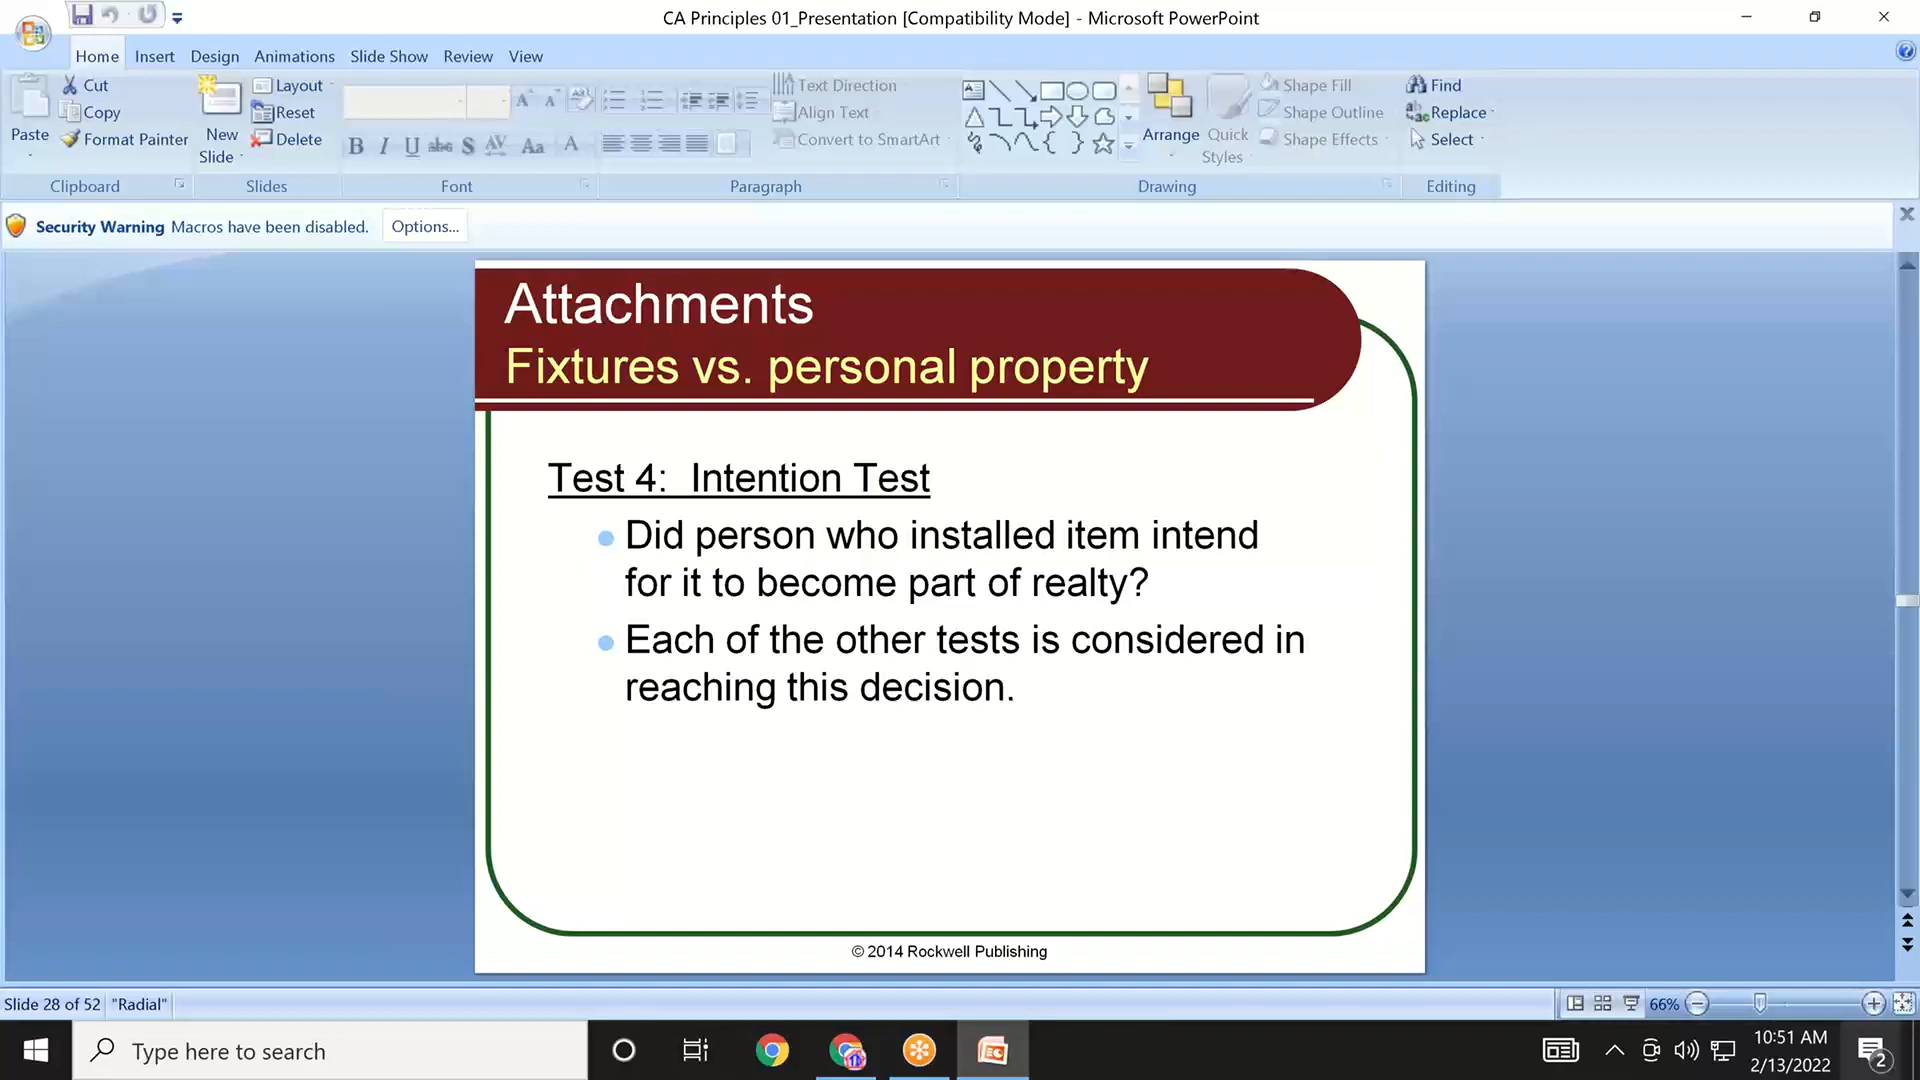 CA Principles 01_Presentation [Compatibility Mode] - Microsoft PowerPoint
Home Insert Design Animations Slide Show Review View
Paste
Cut
Copy
Format Painter
Clipboard
New
Slide
Layout
Reset
Delete
Slides
B I U abc S AV Aa A
Font
Text Direction
Align Text
Convert to SmartArt
Paragraph
Arrange
Quick
Styles
Shape Fill
Shape Outline
Shape Effects
Drawing
Find
Replace
Select
Editing
Security Warning Macros have been disabled. Options...
Attachments
Fixtures vs. personal property
Test 4: Intention Test
Did person who installed item intend
for it to become part of realty?
Each of the other tests is considered in
reaching this decision.
© 2014 Rockwell Publishing
Slide 28 of 52 "Radial" 66%
Type here to search
10:51 AM
2/13/2022
2